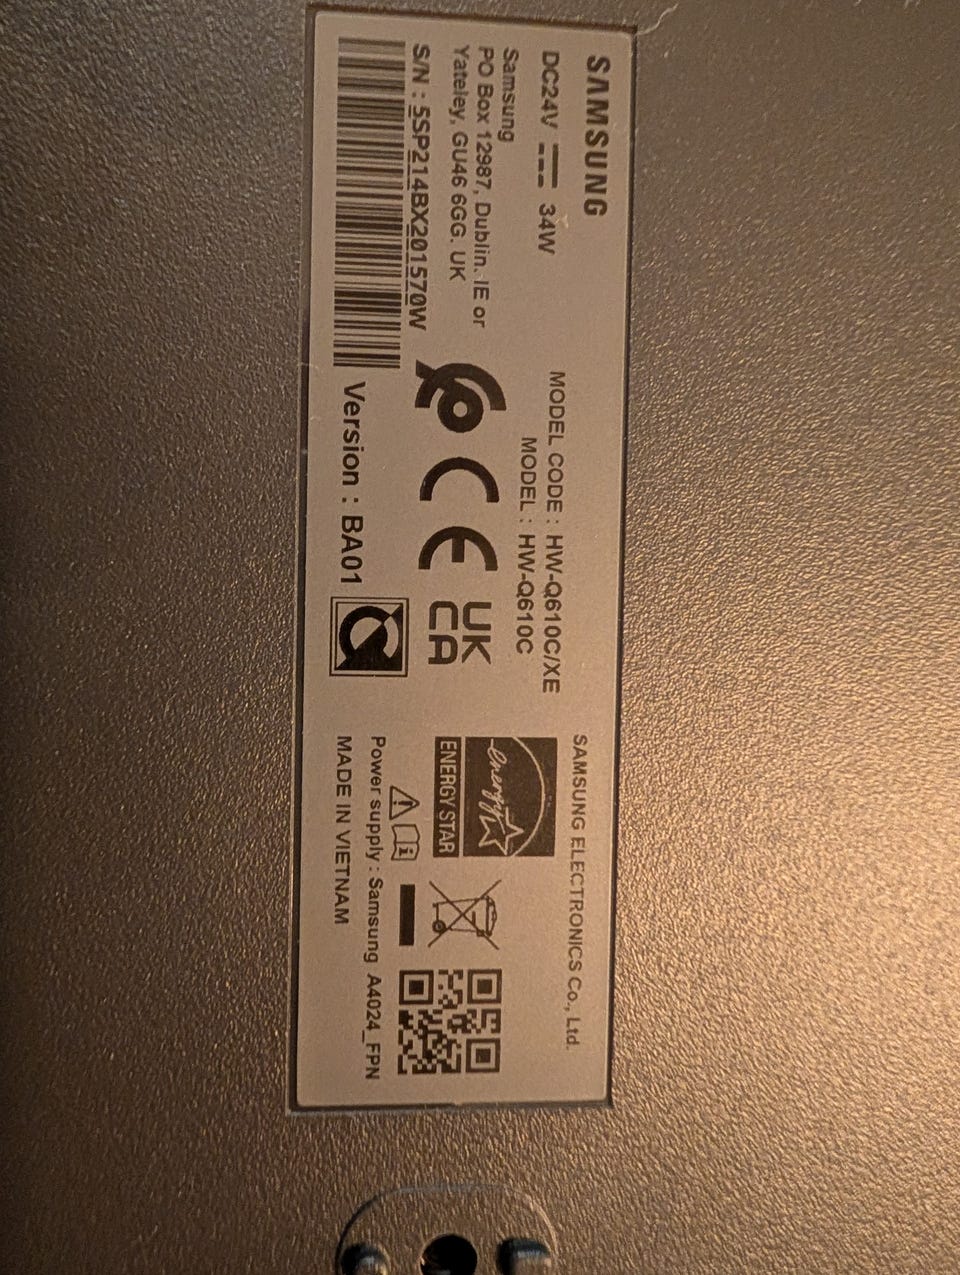 SAMSUNG
DC24V 34W
Samsung
PO Box 12987, Dublin. IE or
Yateley, GU46 6GG. UK
S/N : 5SP214BX201570W
MODEL CODE : HW-Q610C/XE
MODEL : HW-Q610C
CE
UK
CA
Version : BA01
SAMSUNG ELECTRONICS Co., Ltd.
energy
ENERGY STAR
Power supply : Samsung A4024_FPN
MADE IN VIETNAM